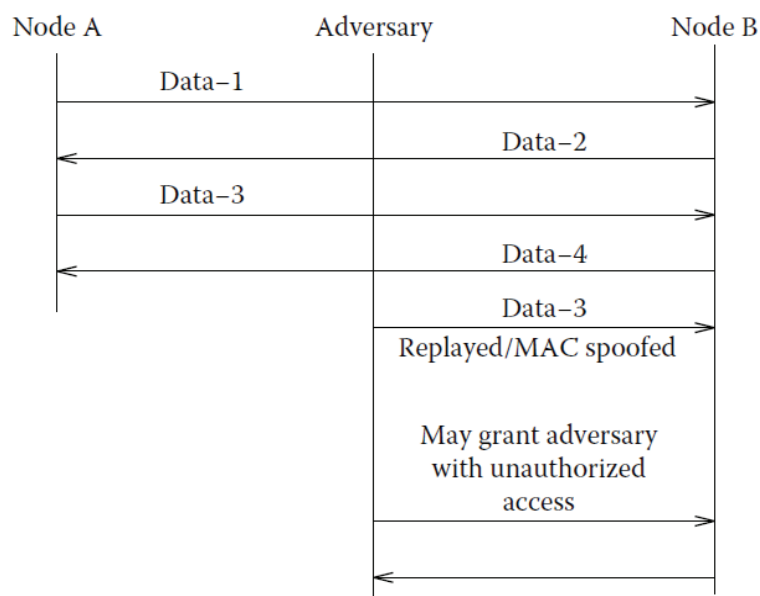 Node A
Adversary
Node B
Data–1
Data–2
Data–3
Data–4
Data–3
Replayed/MAC spoofed
May grant adversary
with unauthorized
access